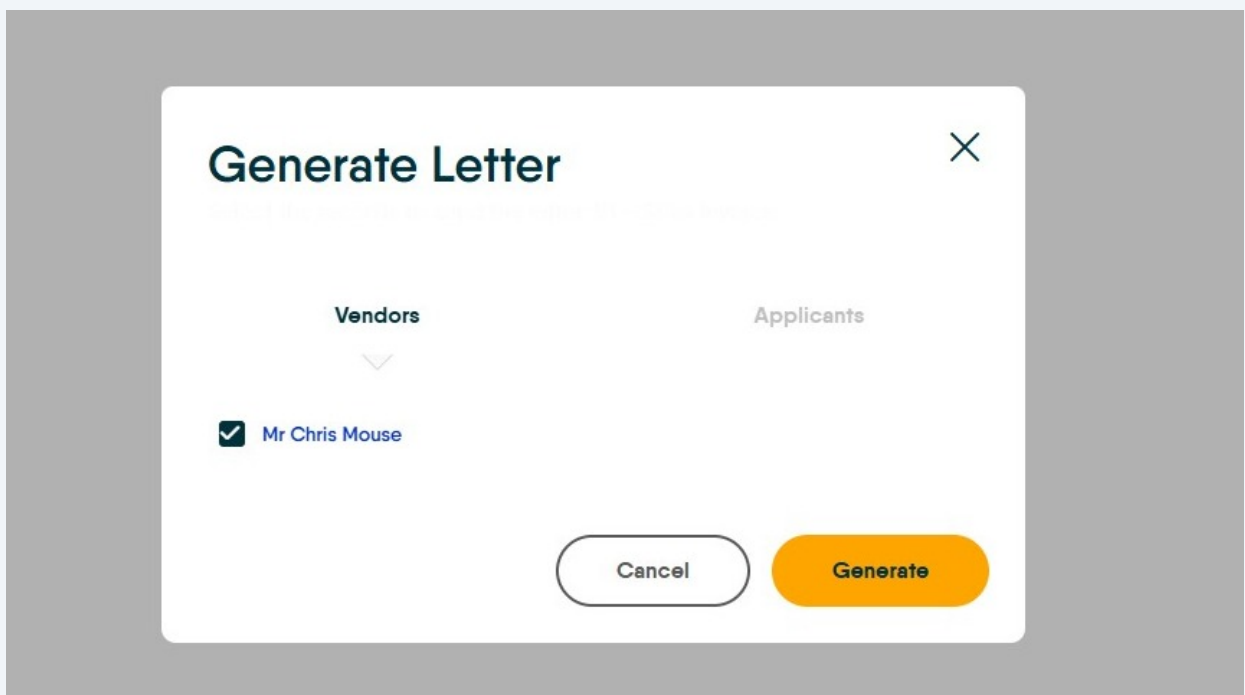 Generate Letter
Vendors
Applicants
Mr Chris Mouse
Cancel
Generate